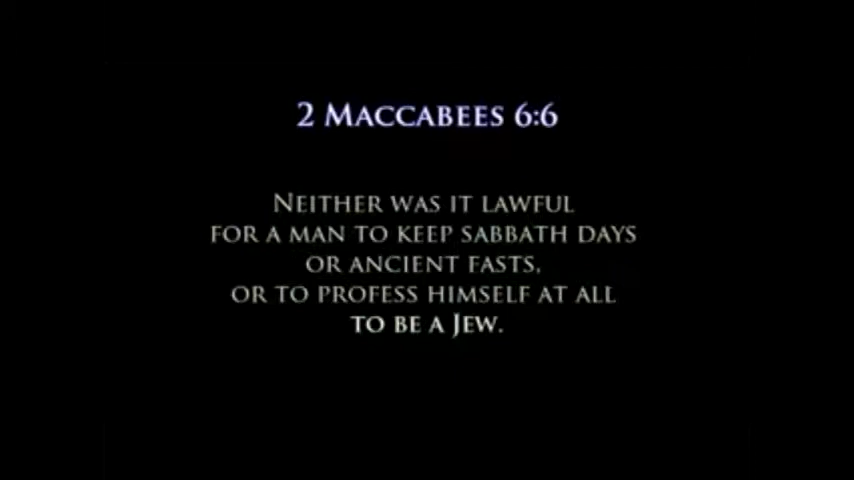 2 Maccabees 6:6
Neither was it lawful
for a man to keep Sabbath days
or ancient fasts,
or to profess himself at all
to be a Jew.